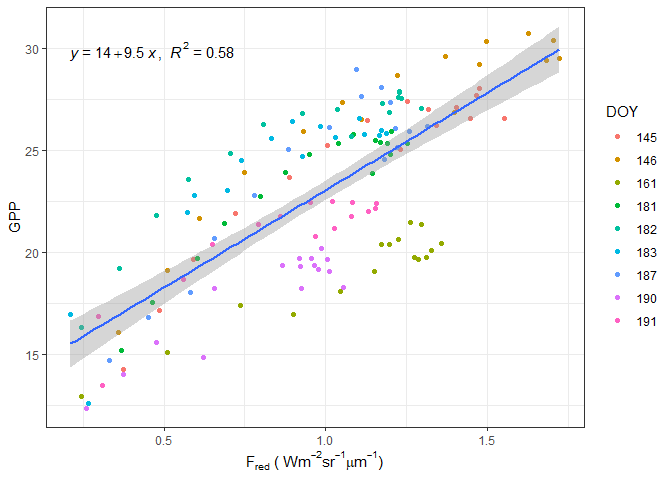 y = 14+9.5 x, R² = 0.58
30
25
20
15
GPP
0.5 1.0 1.5
F_red ( Wm⁻²sr⁻¹μm⁻¹)
DOY
145
146
161
181
182
183
187
190
191